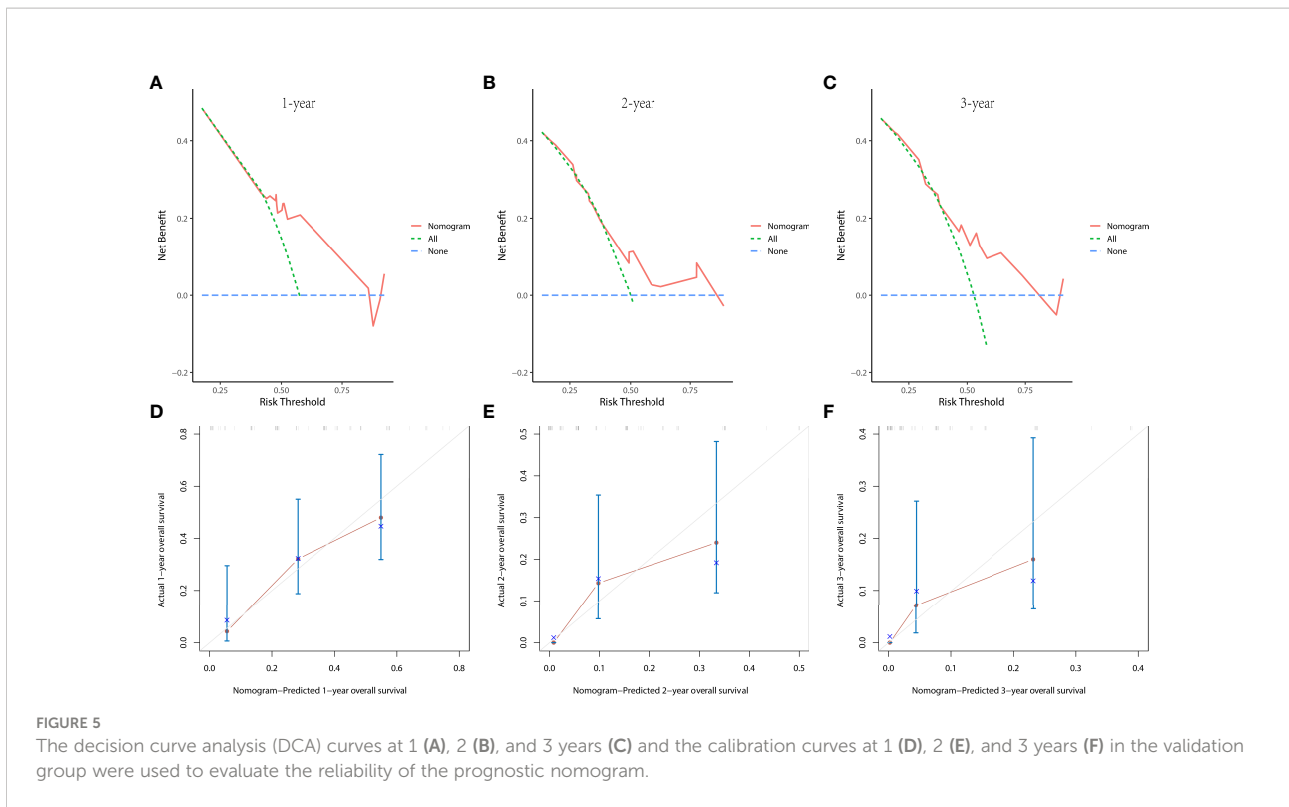 A
B
C
1-year
2-year
3-year
Net Benefit
0.4
0.2
0.0
−0.2
0.25
0.50
0.75
Risk Threshold
Nomogram
All
None
Net Benefit
0.4
0.2
0.0
−0.2
0.25
0.50
0.75
Risk Threshold
Nomogram
All
None
Net Benefit
0.4
0.2
0.0
−0.2
0.25
0.50
0.75
Risk Threshold
Nomogram
All
None
D
E
F
Actual 1−year overall survival
0.8
0.6
0.4
0.2
0.0
0.0
0.2
0.4
0.6
0.8
Nomogram−Predicted 1−year overall survival
Actual 2−year overall survival
0.5
0.4
0.3
0.2
0.1
0.0
0.0
0.1
0.2
0.3
0.4
0.5
Nomogram−Predicted 2−year overall survival
Actual 3−year overall survival
0.4
0.3
0.2
0.1
0.0
0.0
0.1
0.2
0.3
0.4
Nomogram−Predicted 3−year overall survival
FIGURE 5
The decision curve analysis (DCA) curves at 1 (A), 2 (B), and 3 years (C) and the calibration curves at 1 (D), 2 (E), and 3 years (F) in the validation
group were used to evaluate the reliability of the prognostic nomogram.